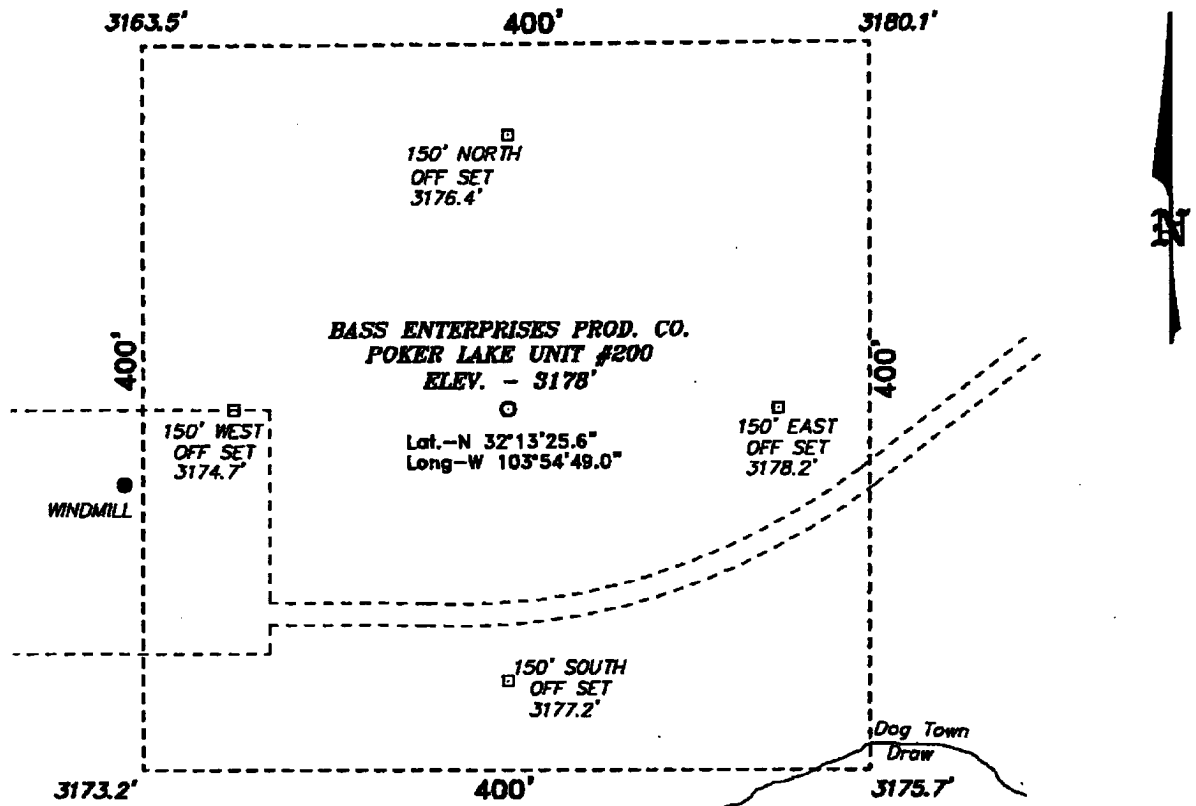 3163.5'
400'
3180.1'
150' NORTH
OFF SET
3176.4'
N
BASS ENTERPRISES PROD. CO.
POKER LAKE UNIT #200
ELEV. - 3178'
400'
400'
150' WEST
OFF SET
3174.7'
Lat.-N 32°13'25.6"
Long-W 103°54'49.0"
150' EAST
OFF SET
3178.2'
WINDMILL
150' SOUTH
OFF SET
3177.2'
Dog Town
Draw
3173.2'
400'
3175.7'